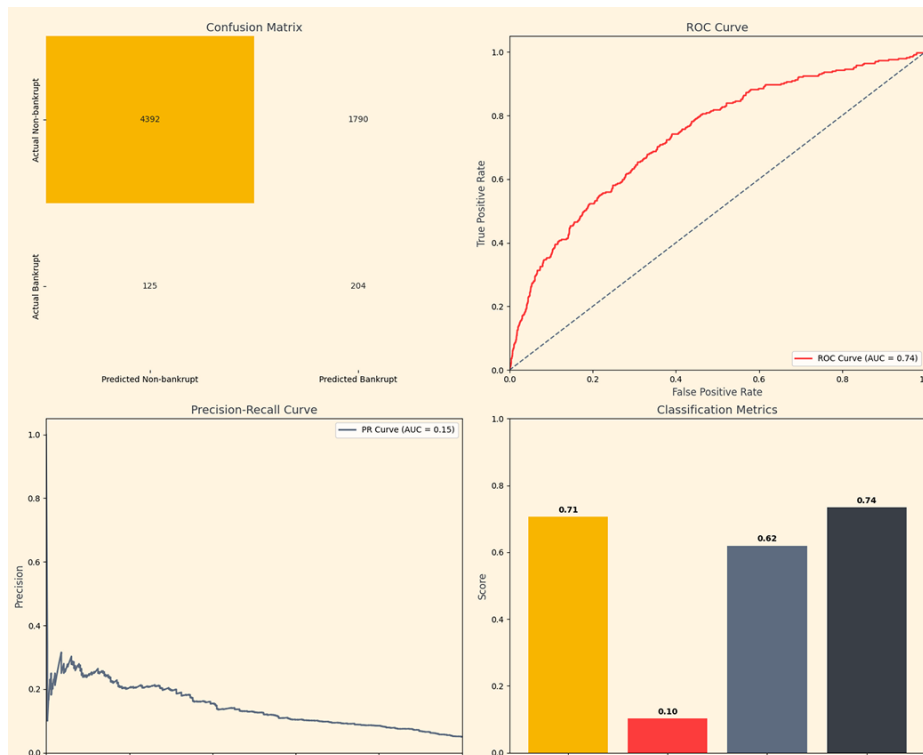 Confusion Matrix
Actual Non-bankrupt
4392
1790
Actual Bankrupt
125
204
Predicted Non-bankrupt
Predicted Bankrupt
ROC Curve
1.0
0.8
0.6
0.4
0.2
0.0
True Positive Rate
0.0
0.2
0.4
0.6
0.8
1.0
False Positive Rate
ROC Curve (AUC = 0.74)
Precision-Recall Curve
1.0
0.8
0.6
0.4
0.2
0.0
Precision
PR Curve (AUC = 0.15)
Classification Metrics
1.0
0.8
0.6
0.4
0.2
0.0
Score
0.71
0.10
0.62
0.74